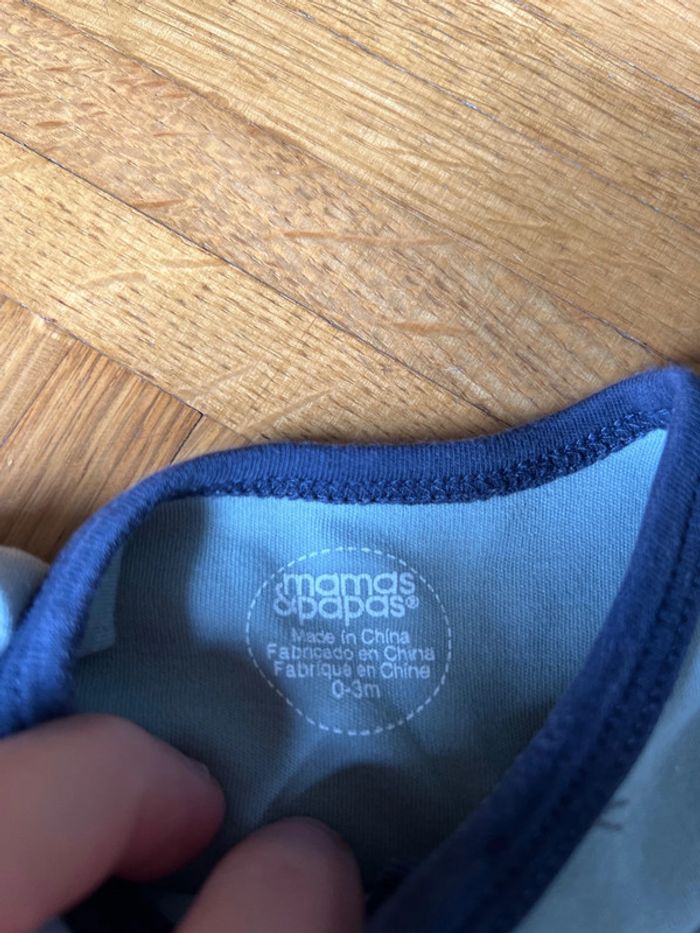 mamas
&papas®
Made in China
Fabricado en China
Fabriqué en Chine
0-3m